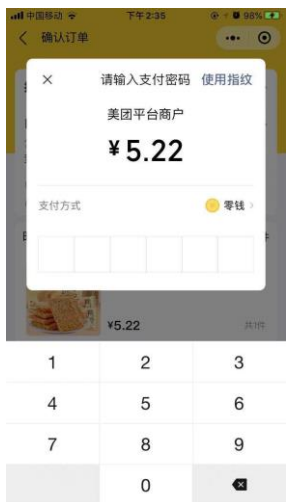 中国移动 下午 2:35 98%
确认订单
请输入支付密码 使用指纹
美团平台商户
¥5.22
支付方式 零钱
¥5.22 共1件
1 2 3
4 5 6
7 8 9
0